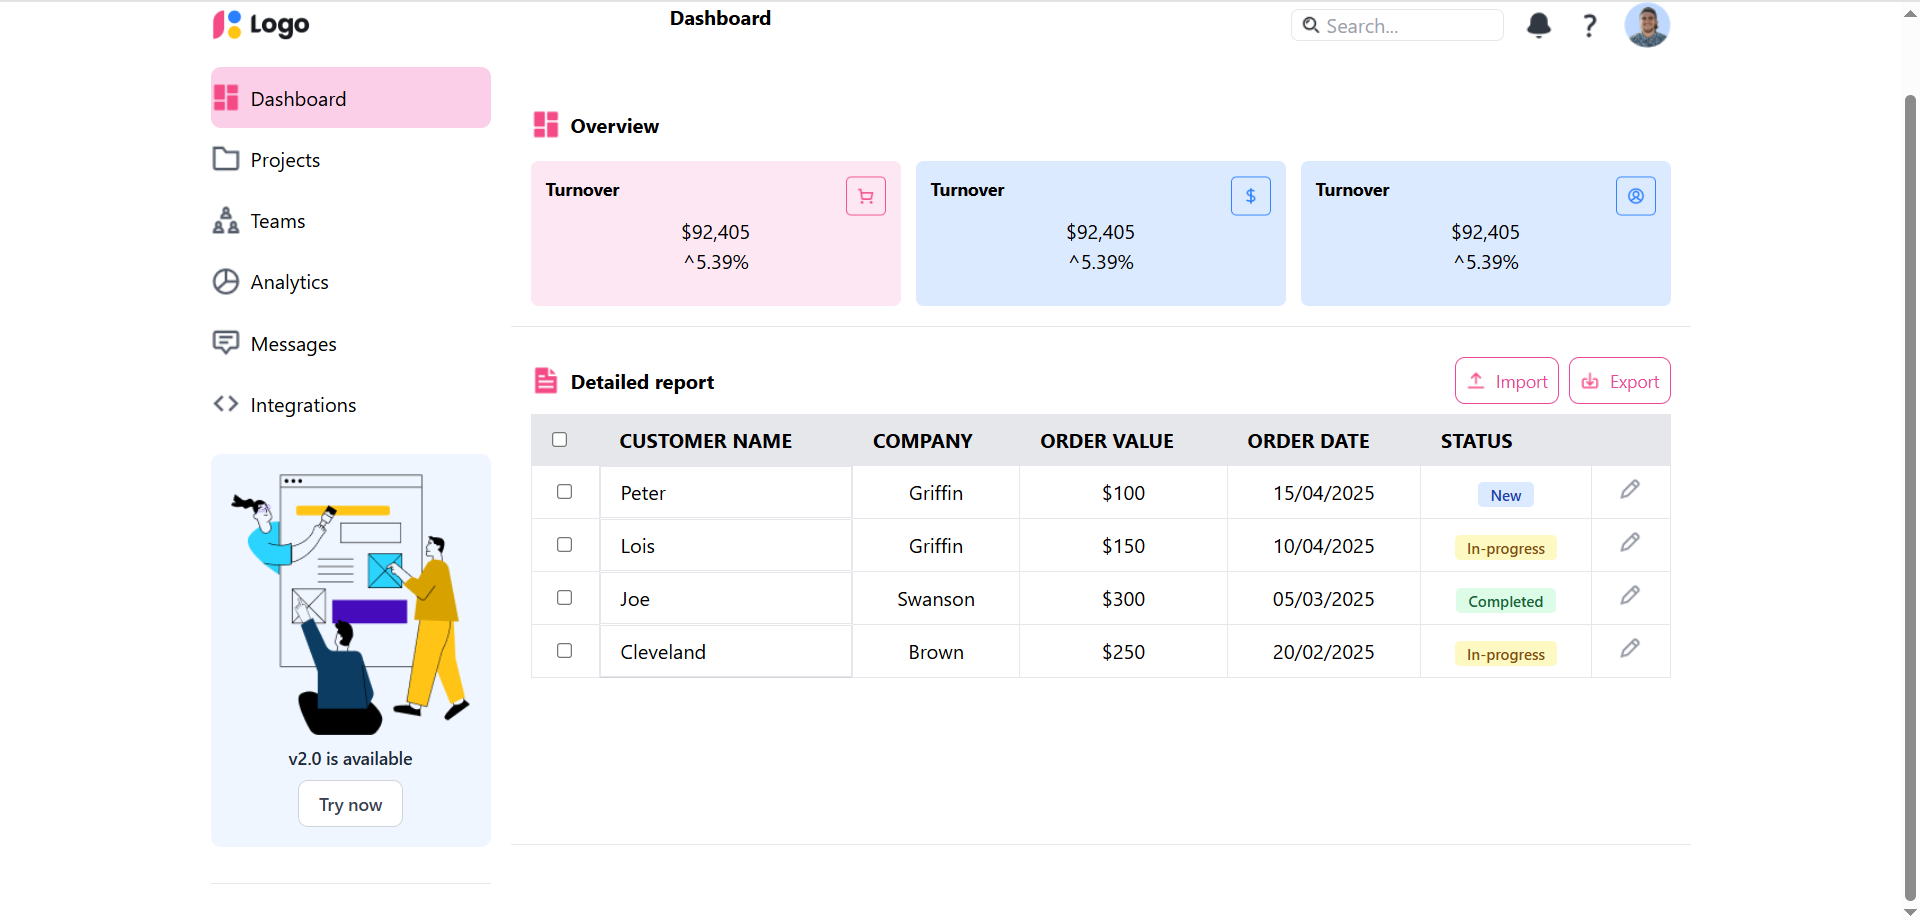 Logo
Dashboard
Search...
?
Dashboard
Projects
Teams
Analytics
Messages
Integrations
v2.0 is available
Try now
Overview
Turnover
$92,405
^5.39%
Turnover
$
$92,405
^5.39%
Turnover
$92,405
^5.39%
Detailed report
Import
Export
CUSTOMER NAME COMPANY ORDER VALUE ORDER DATE STATUS
Peter Griffin $100 15/04/2025 New
Lois Griffin $150 10/04/2025 In-progress
Joe Swanson $300 05/03/2025 Completed
Cleveland Brown $250 20/02/2025 In-progress